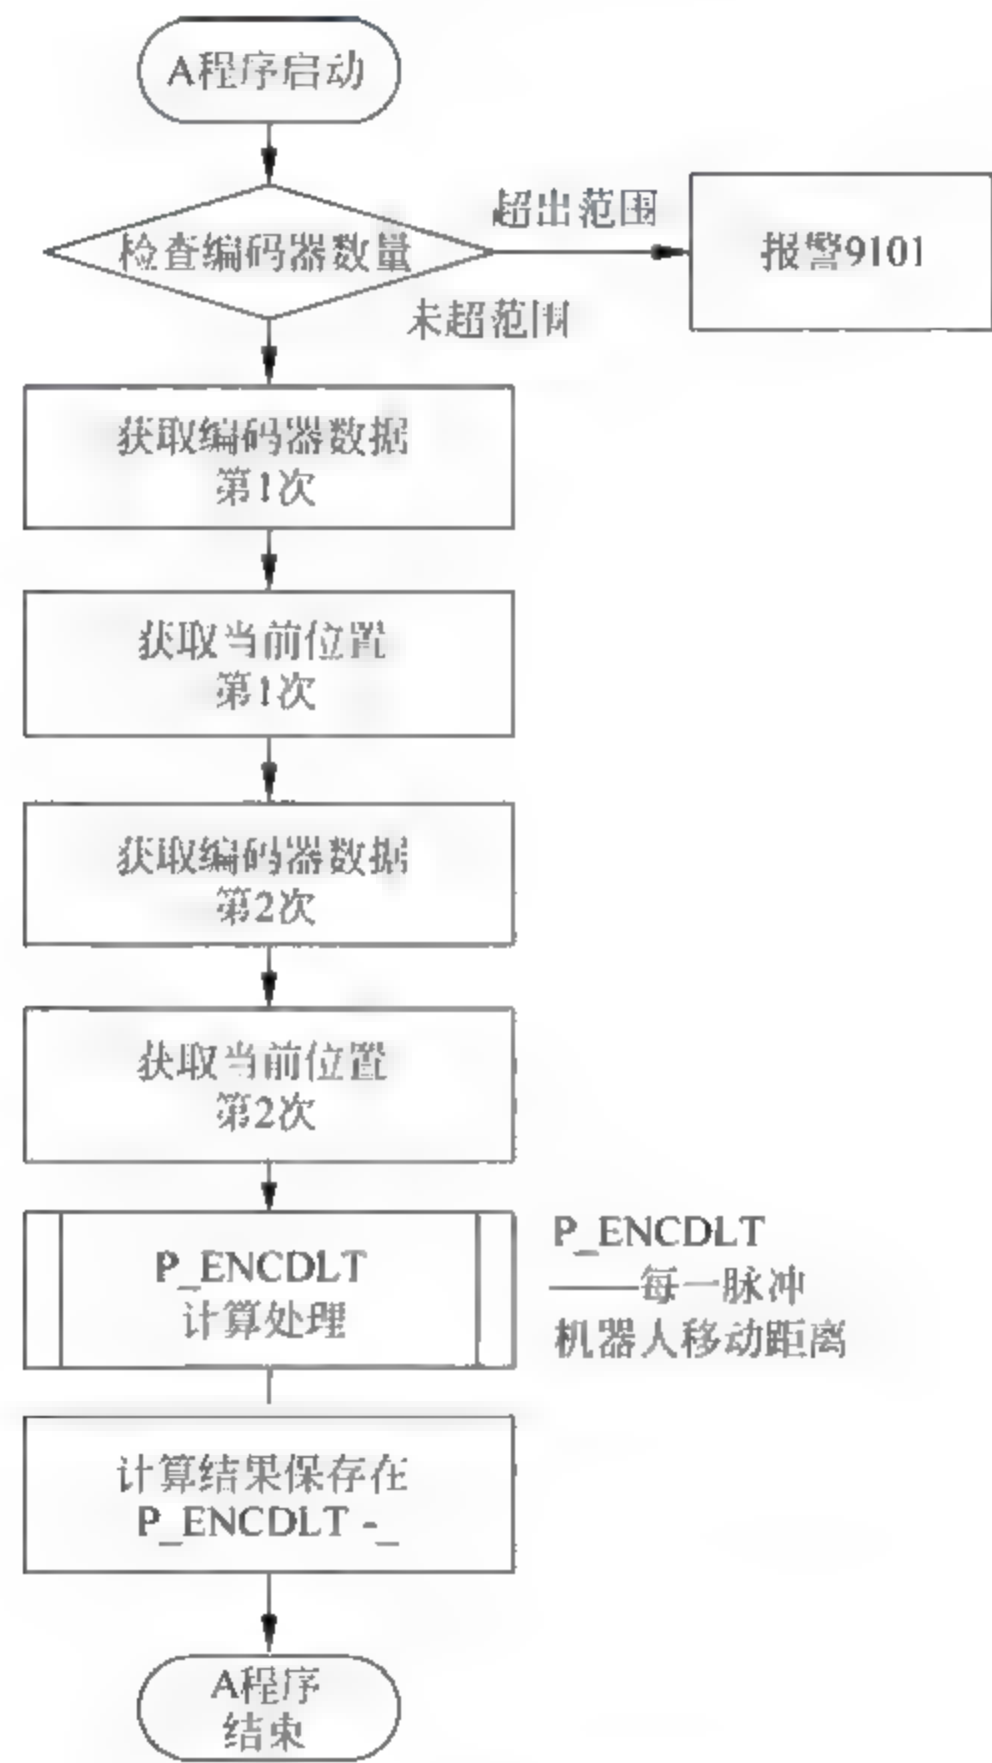 A程序启动
检查编码器数量
超出范围
报警9101
未超范围
获取编码器数据
第1次
获取当前位置
第1次
获取编码器数据
第2次
获取当前位置
第2次
P_ENCDLT
计算处理
P_ENCDLT
——每一脉冲
机器人移动距离
计算结果保存在
P_ENCDLT -_
A程序
结束